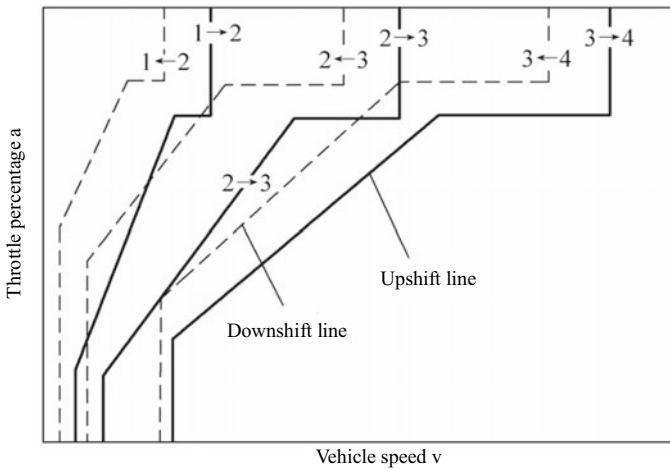 1→2
2→3
3→4
1←2
2←3
3←4
2→3
Throttle percentage a
Upshift line
Downshift line
Vehicle speed v